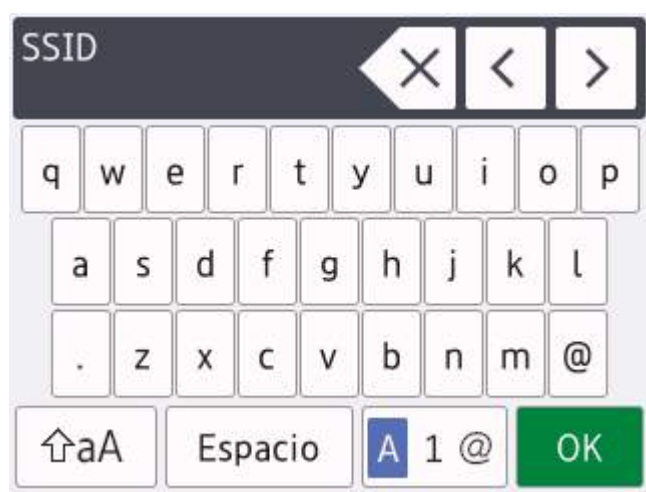 SSID
q w e r t y u i o p
a s d f g h j k l
. z x c v b n m @
aA Espacio A 1 @ OK